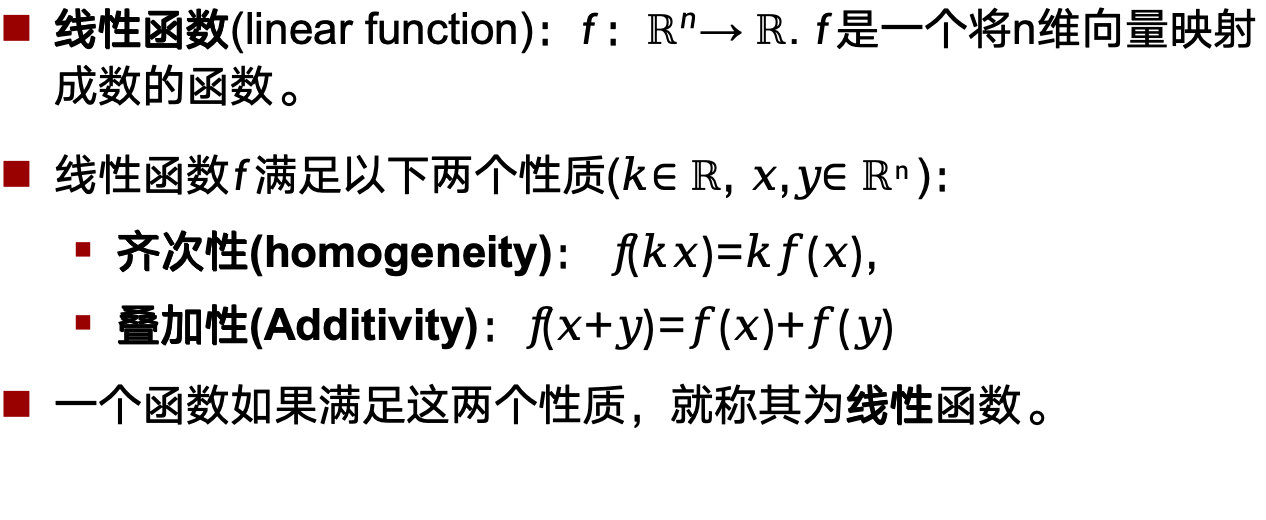 ■ 线性函数(linear function)：f：ℝⁿ→ ℝ. f是一个将n维向量映射
成数的函数。
■ 线性函数f满足以下两个性质(k∈ ℝ, x,y∈ ℝⁿ)：
▪ 齐次性(homogeneity)： f(kx)=kf(x),
▪ 叠加性(Additivity)：f(x+y)=f(x)+f(y)
■ 一个函数如果满足这两个性质，就称其为线性函数。